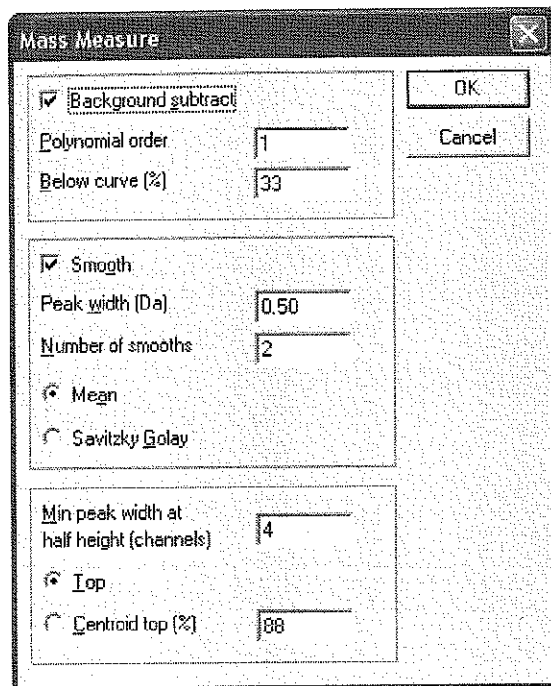 Mass Measure
Background subtract
OK
Polynomial order 1
Cancel
Below curve (%) 33
Smooth
Peak width (Da) 0.50
Number of smooths 2
Mean
Savitzky Golay
Min peak width at
half height (channels) 4
Top
Centroid top (%) 88